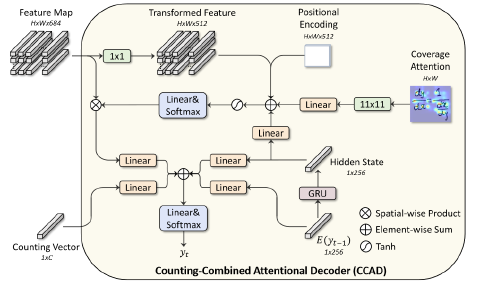 Feature Map
HxWx684
Transformed Feature
HxWx512
Positional
Encoding
HxWx512
Coverage
Attention
HxW
1x1
Linear&
Softmax
Linear
11x11
Linear
Linear
Linear
Hidden State
1x256
Linear
Linear
GRU
Linear&
Softmax
E(yₜ₋₁)
1x256
Counting Vector
1xC
yₜ
Spatial-wise Product
Element-wise Sum
Tanh
Counting-Combined Attentional Decoder (CCAD)